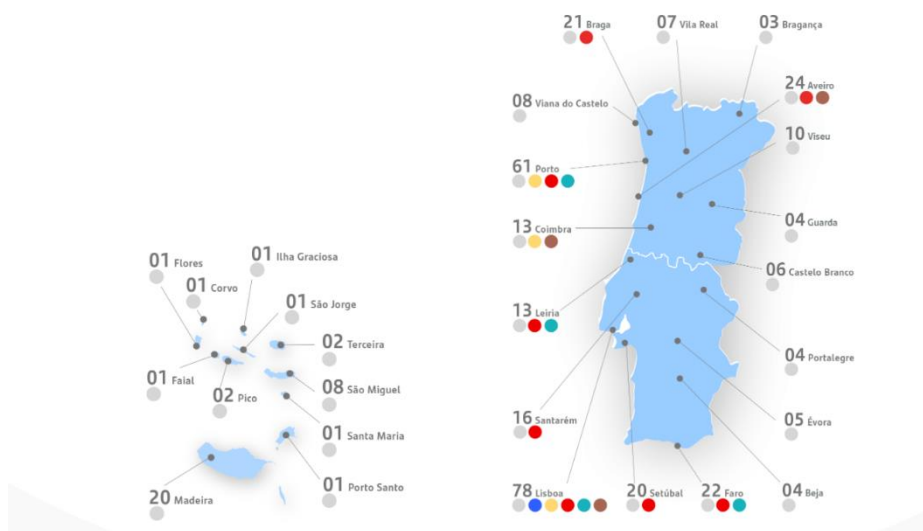 21 Braga
07 Vila Real
03 Bragança
24 Aveiro
08 Viana do Castelo
10 Viseu
61 Porto
13 Coimbra
04 Guarda
06 Castelo Branco
13 Leiria
04 Portalegre
16 Santarém
05 Évora
78 Lisboa
20 Setúbal
22 Faro
04 Beja
01 Flores
01 Corvo
01 Ilha Graciosa
01 São Jorge
02 Terceira
01 Faial
02 Pico
08 São Miguel
01 Santa Maria
20 Madeira
01 Porto Santo